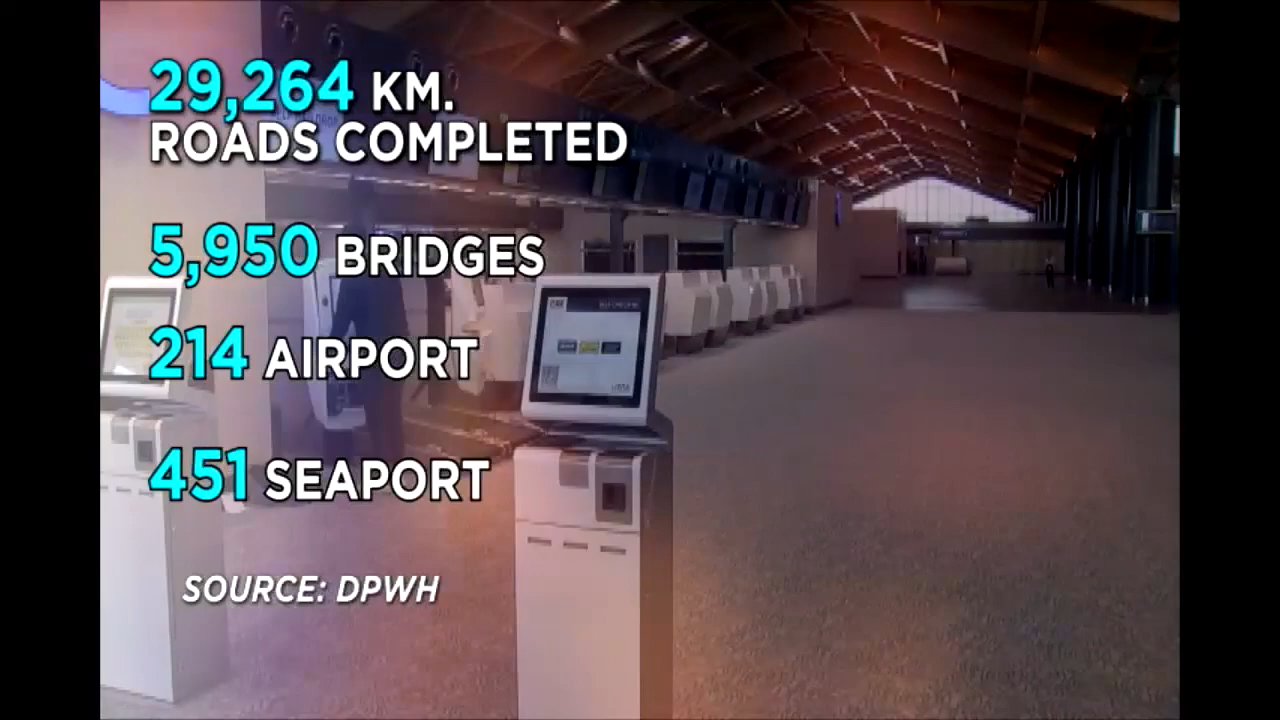 29,264 KM.
ROADS COMPLETED
5,950 BRIDGES
214 AIRPORT
451 SEAPORT
SOURCE: DPWH